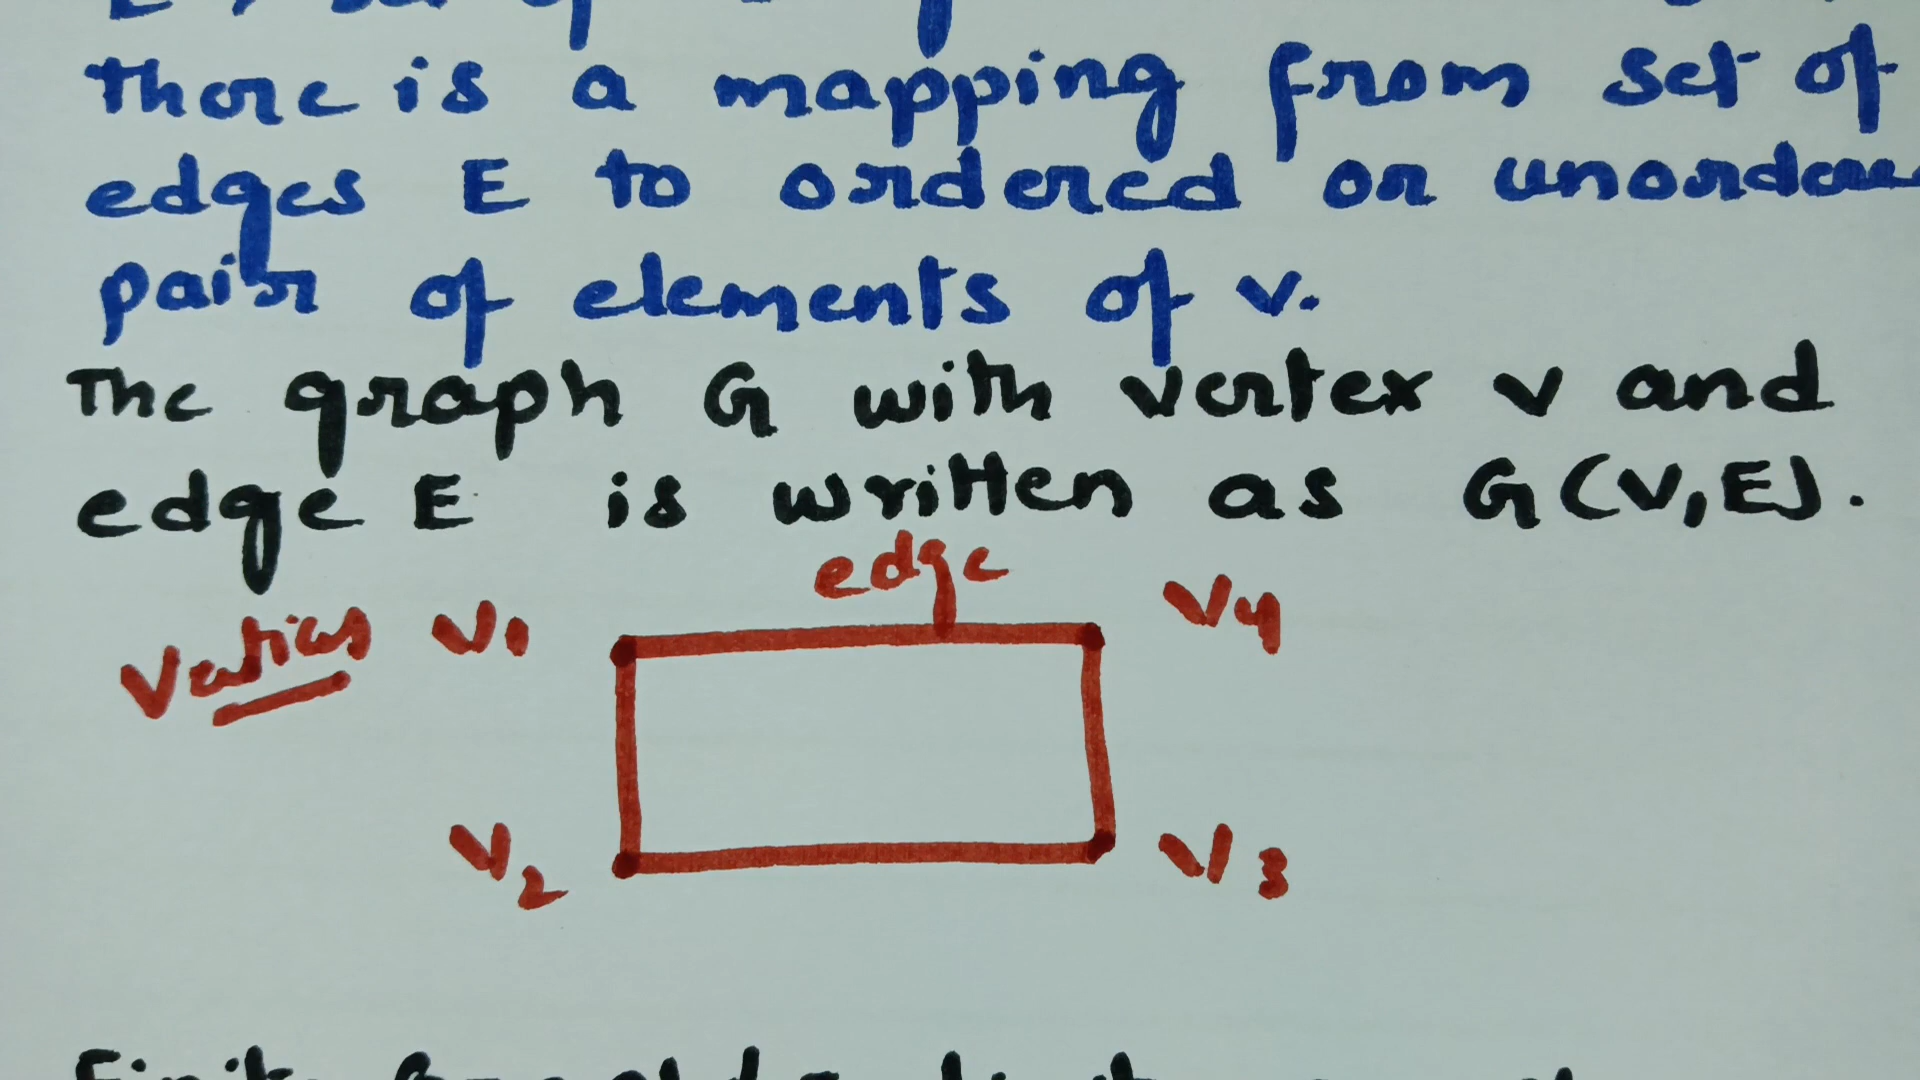 there is a mapping from set of
edges E to ordered or unordere
pair of elements of v.
The graph G with vertex v and
edge E is written as G(V,E).
edge
Vertices V1 V4
V2 V3